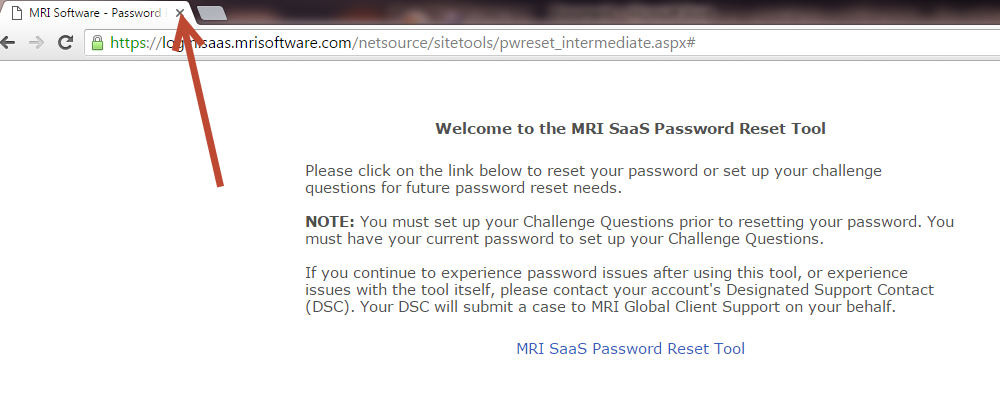 MRI Software - Password
https://login.saas.mrisoftware.com/netsource/sitetools/pwreset_intermediate.aspx#
Welcome to the MRI SaaS Password Reset Tool
Please click on the link below to reset your password or set up your challenge
questions for future password reset needs.
NOTE: You must set up your Challenge Questions prior to resetting your password. You
must have your current password to set up your Challenge Questions.
If you continue to experience password issues after using this tool, or experience
issues with the tool itself, please contact your account's Designated Support Contact
(DSC). Your DSC will submit a case to MRI Global Client Support on your behalf.
MRI SaaS Password Reset Tool